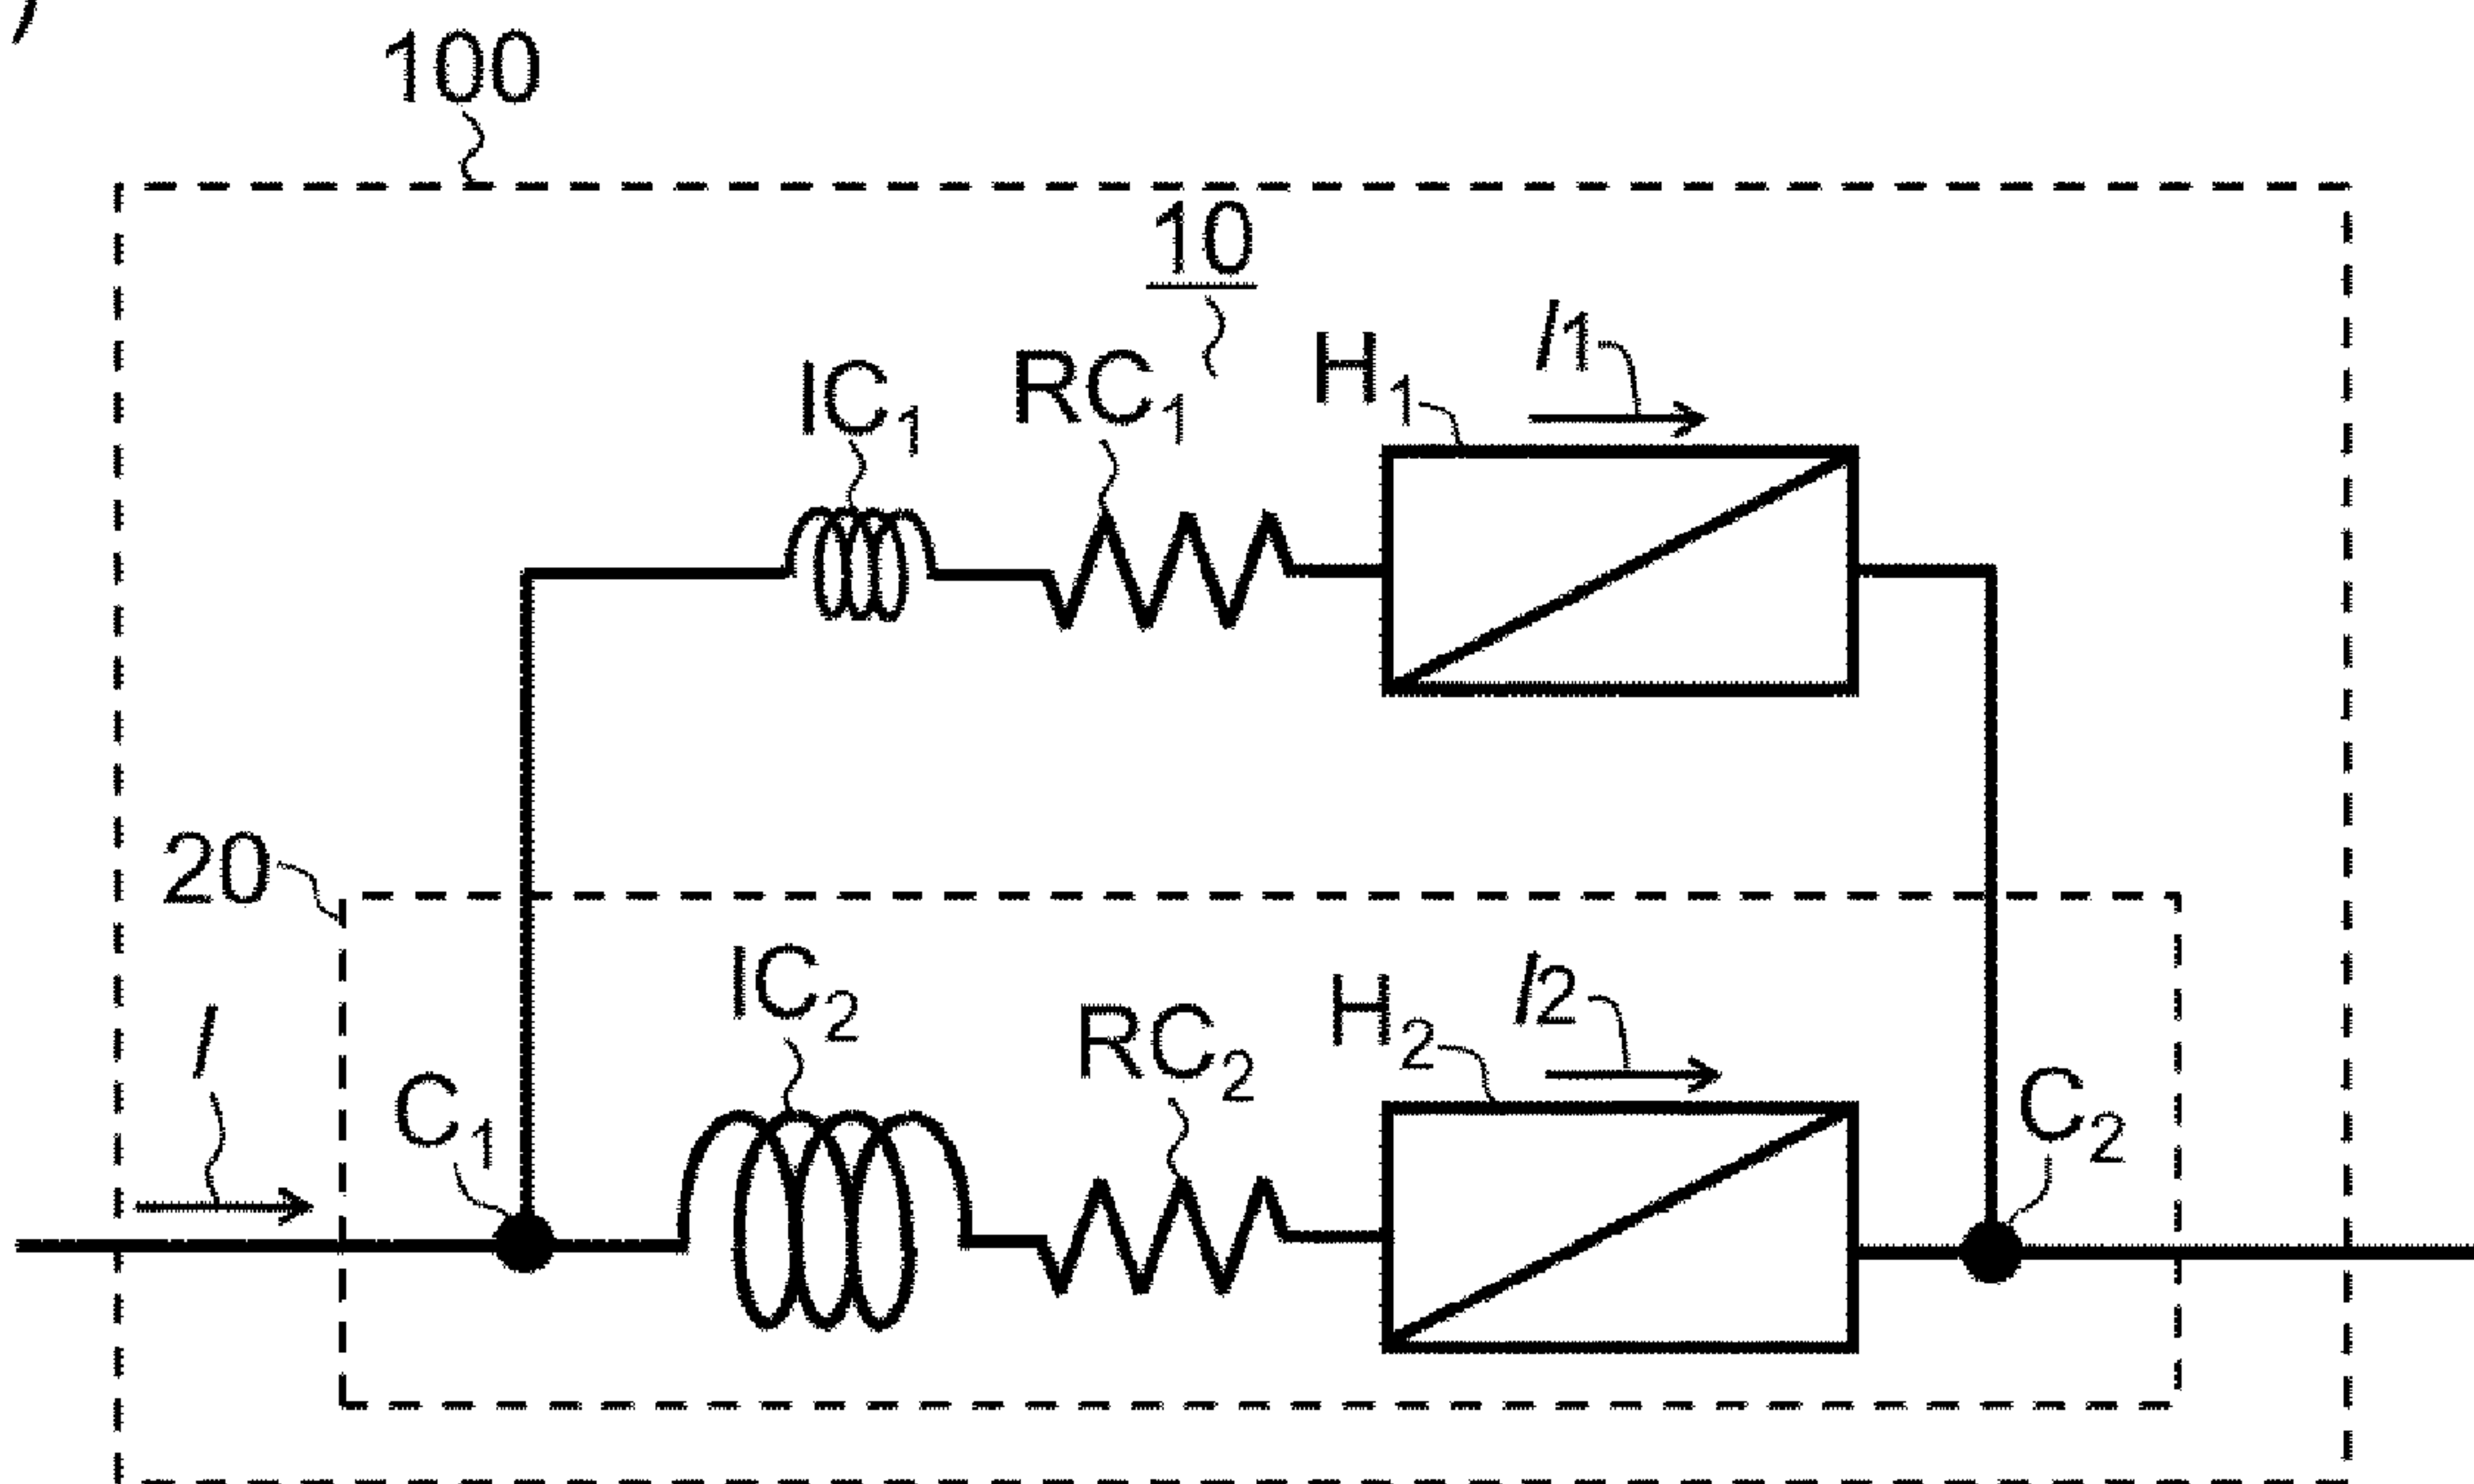 )
100
10
IC₁ RC₁ H₁ I1
20
IC₂ RC₂ H₂ I2
I C₁ C₂